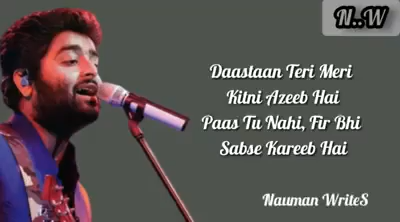 N..W
Daastaan Teri Meri
Kitni Azeeb Hai
Paas Tu Nahi, Fir Bhi
Sabse Kareeb Hai
Nauman WriteS